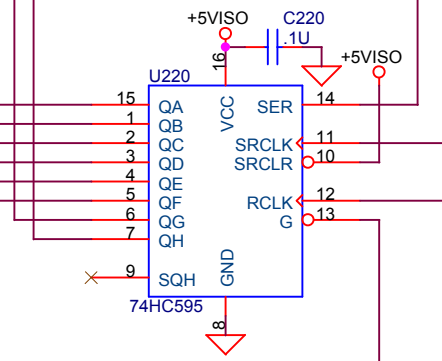 +5VISO
C220
.1U
+5VISO
16
U220
VCC
15 QA SER 14
1 QB
2 QC SRCLK 11
3 QD SRCLR 10
4 QE
5 QF RCLK 12
6 QG G 13
7 QH
9 SQH GND
74HC595
8